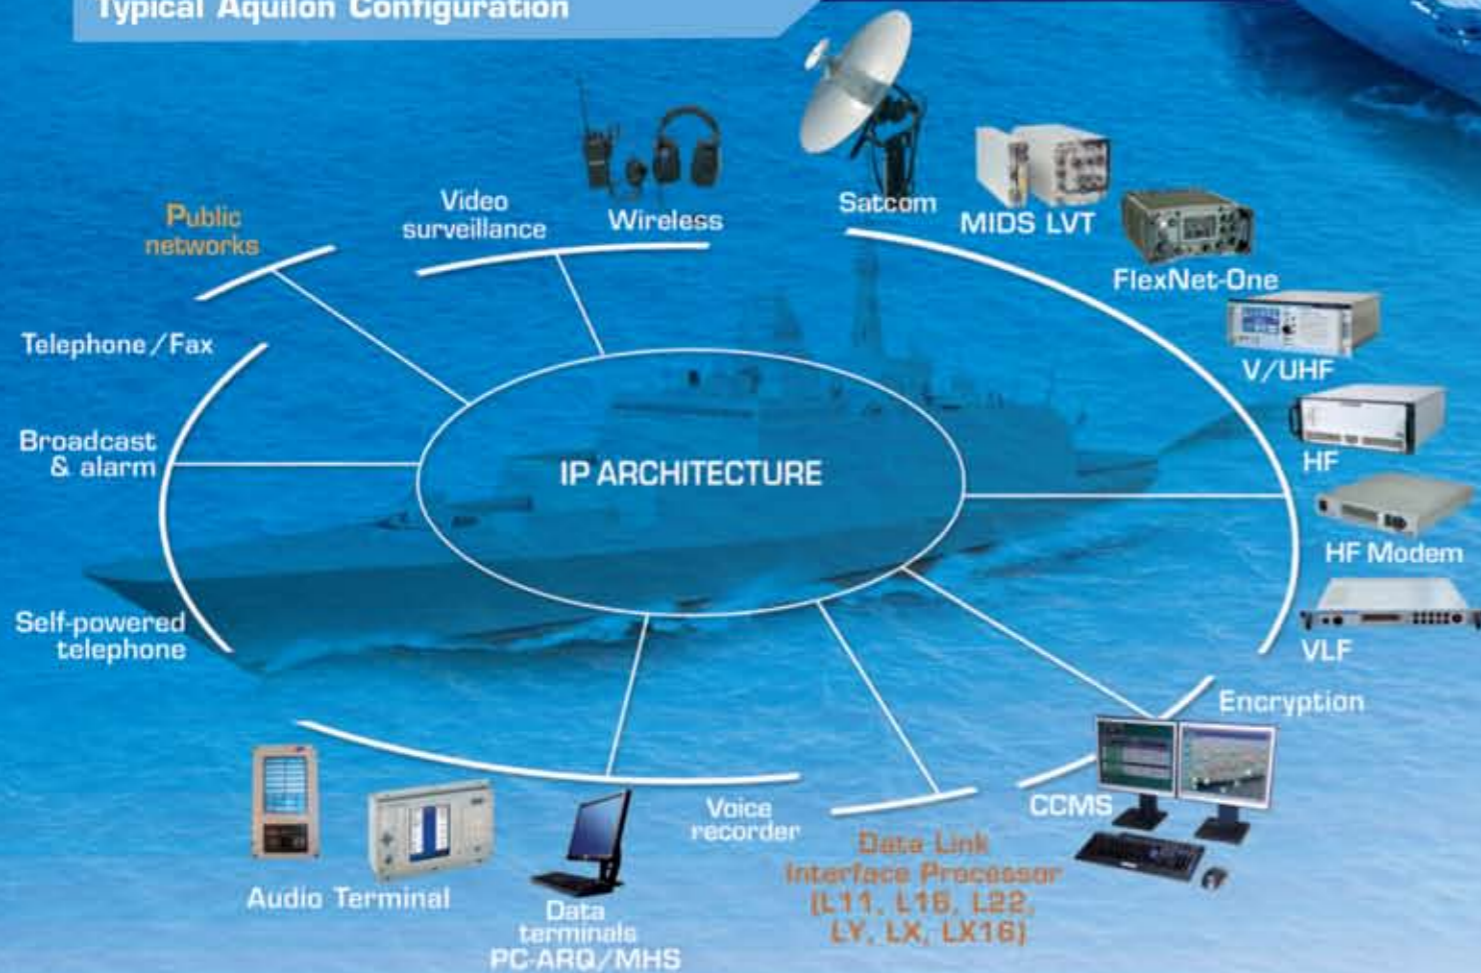 Typical Aquilon Configuration
Public
networks
Video
surveillance
Wireless
Satcom
MIDS LVT
FlexNet-One
V/UHF
HF
HF Modem
VLF
Encryption
CCMS
Data Link
Interface Processor
(L11, L16, L22,
LY, LX, LX16)
Voice
recorder
Data
terminals
PC-ARQ/MHS
Audio Terminal
Self-powered
telephone
Broadcast
& alarm
Telephone/Fax
IP ARCHITECTURE